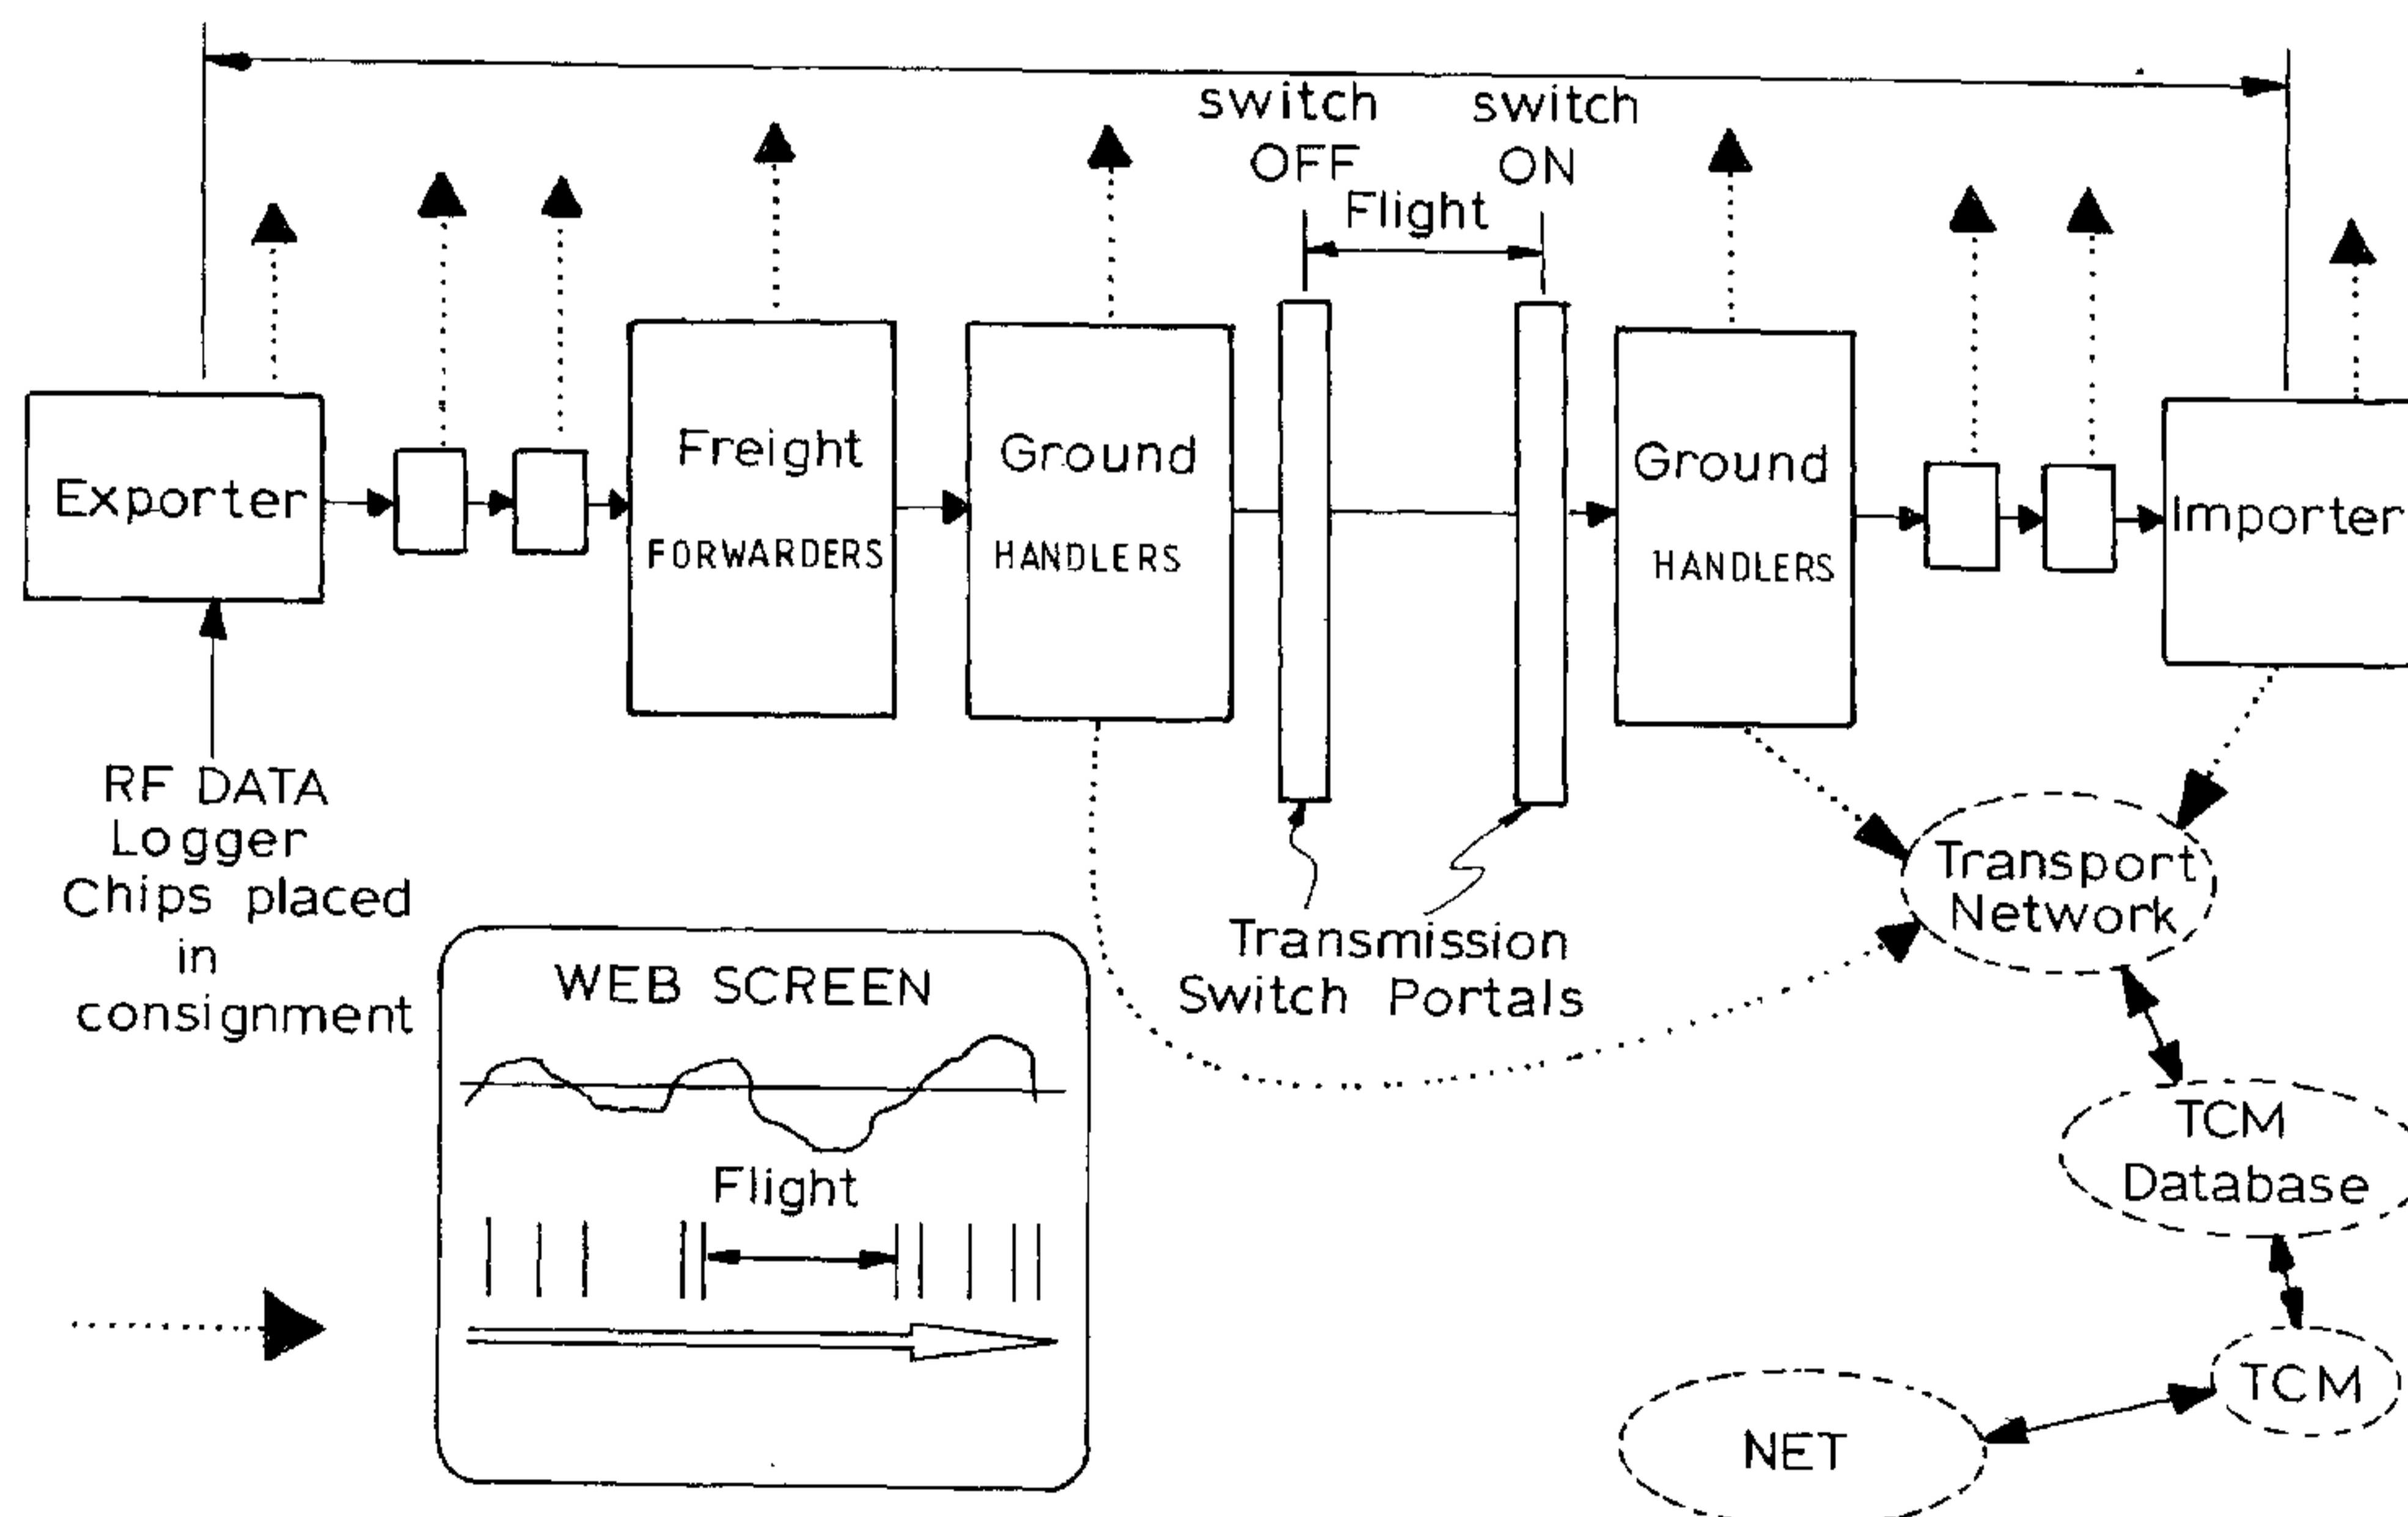 switch
OFF
switch
ON
Flight
Exporter
Freight
FORWARDERS
Ground
HANDLERS
Ground
HANDLERS
Importer
RF DATA
Logger
Chips placed
in
consignment
Transmission
Switch Portals
Transport
Network
WEB SCREEN
Flight
TCM
Database
TCM
NET